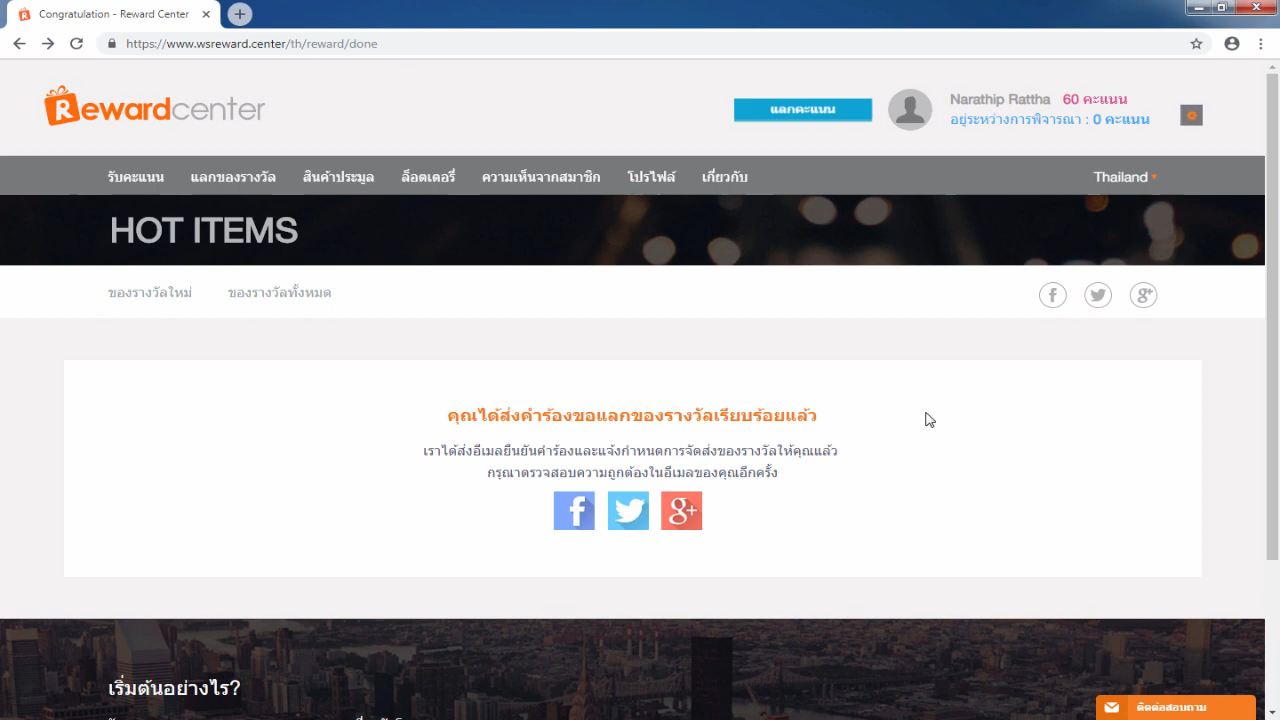 Congratulation - Reward Center
https://www.wsreward.center/th/reward/done
Rewardcenter
แลกคะแนน
Narathip Rattha 60 คะแนน
อยู่ระหว่างการพิจารณา : 0 คะแนน
รับคะแนน แลกของรางวัล สินค้าประมูล ล็อตเตอรี่ ความเห็นจากสมาชิก โปรไฟล์ เกี่ยวกับ Thailand
HOT ITEMS
ของรางวัลใหม่ ของรางวัลทั้งหมด
คุณได้ส่งคำร้องขอแลกของรางวัลเรียบร้อยแล้ว
เราได้ส่งอีเมลยืนยันคำร้องและแจ้งกำหนดการจัดส่งของรางวัลให้คุณแล้ว
กรุณาตรวจสอบความถูกต้องในอีเมลของคุณอีกครั้ง
เริ่มต้นอย่างไร?
ติดต่อสอบถาม